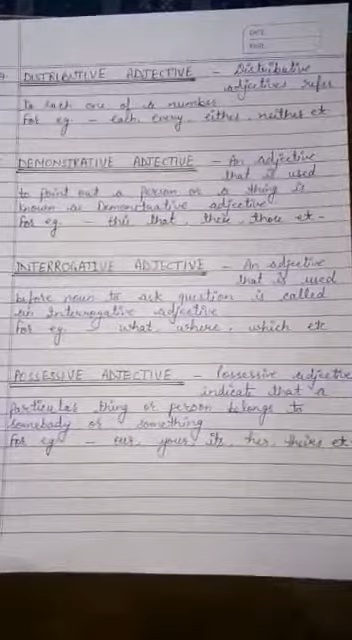 DATE
DISTRIBUTIVE ADJECTIVE - Distributive
adjectives refer
to each one of a number
For eg. - each, every, either, neither etc
DEMONSTRATIVE ADJECTIVE - An adjective
that is used
to point out a person or a thing is
known as Demonstrative adjective
For eg. - this, that, these, those etc -
INTERROGATIVE ADJECTIVE - An adjective
that is used
before noun to ask question is called
an Interrogative adjective
For eg. - what, where, which etc
POSSESSIVE ADJECTIVE - Possessive adjective
indicate that a
particular thing or person belongs to
somebody or something
For eg - our, your, its, her, theirs etc